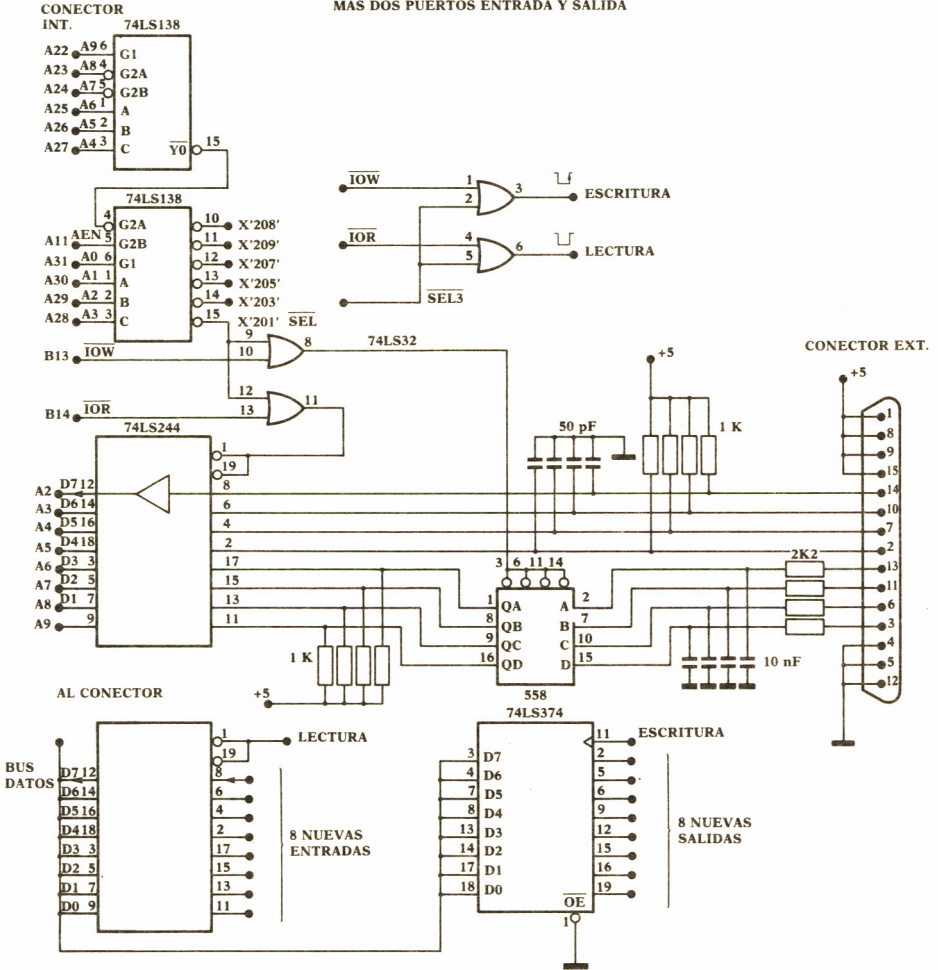 MAS DOS PUERTOS ENTRADA Y SALIDA
CONECTOR
INT.
74LS138
A22 A9 6 G1
A23 A8 4 G2A
A24 A7 5 G2B
A25 A6 1 A
A26 A5 2 B
A27 A4 3 C
Y0 15
74LS138
4 G2A
A11 AEN 5 G2B
A31 A0 6 G1
A30 A1 1 A
A29 A2 2 B
A28 A3 3 C
10 X'208'
11 X'209'
12 X'207'
13 X'205'
14 X'203'
15 X'201'
IOW 1
2
3 ESCRITURA
IOR 4
5
6 LECTURA
SEL3
SEL
9
B13 IOW 10
8
74LS32
12
B14 IOR 13
11
74LS244
1
19
A2 D7 12
A3 D6 14
A4 D5 16
A5 D4 18
A6 D3 3
A7 D2 5
A8 D1 7
A9 9
8
6
4
2
17
15
13
11
50 pF
+5
1 K
CONECTOR EXT.
+5
1
8
9
15
14
10
7
2
13
11
6
3
4
5
12
2K2
10 nF
3 6 11 14
1 QA
8 QB
9 QC
16 QD
A 2
B 7
C 10
D 15
558
1 K
+5
AL CONECTOR
BUS
DATOS
D7 12
D6 14
D5 16
D4 18
D3 3
D2 5
D1 7
D0 9
1
19
LECTURA
8
6
4
2
17
15
13
11
8 NUEVAS
ENTRADAS
74LS374
3 D7
4 D6
7 D5
8 D4
13 D3
14 D2
17 D1
18 D0
11 ESCRITURA
2
5
6
9
12
15
16
19
OE
1
8 NUEVAS
SALIDAS